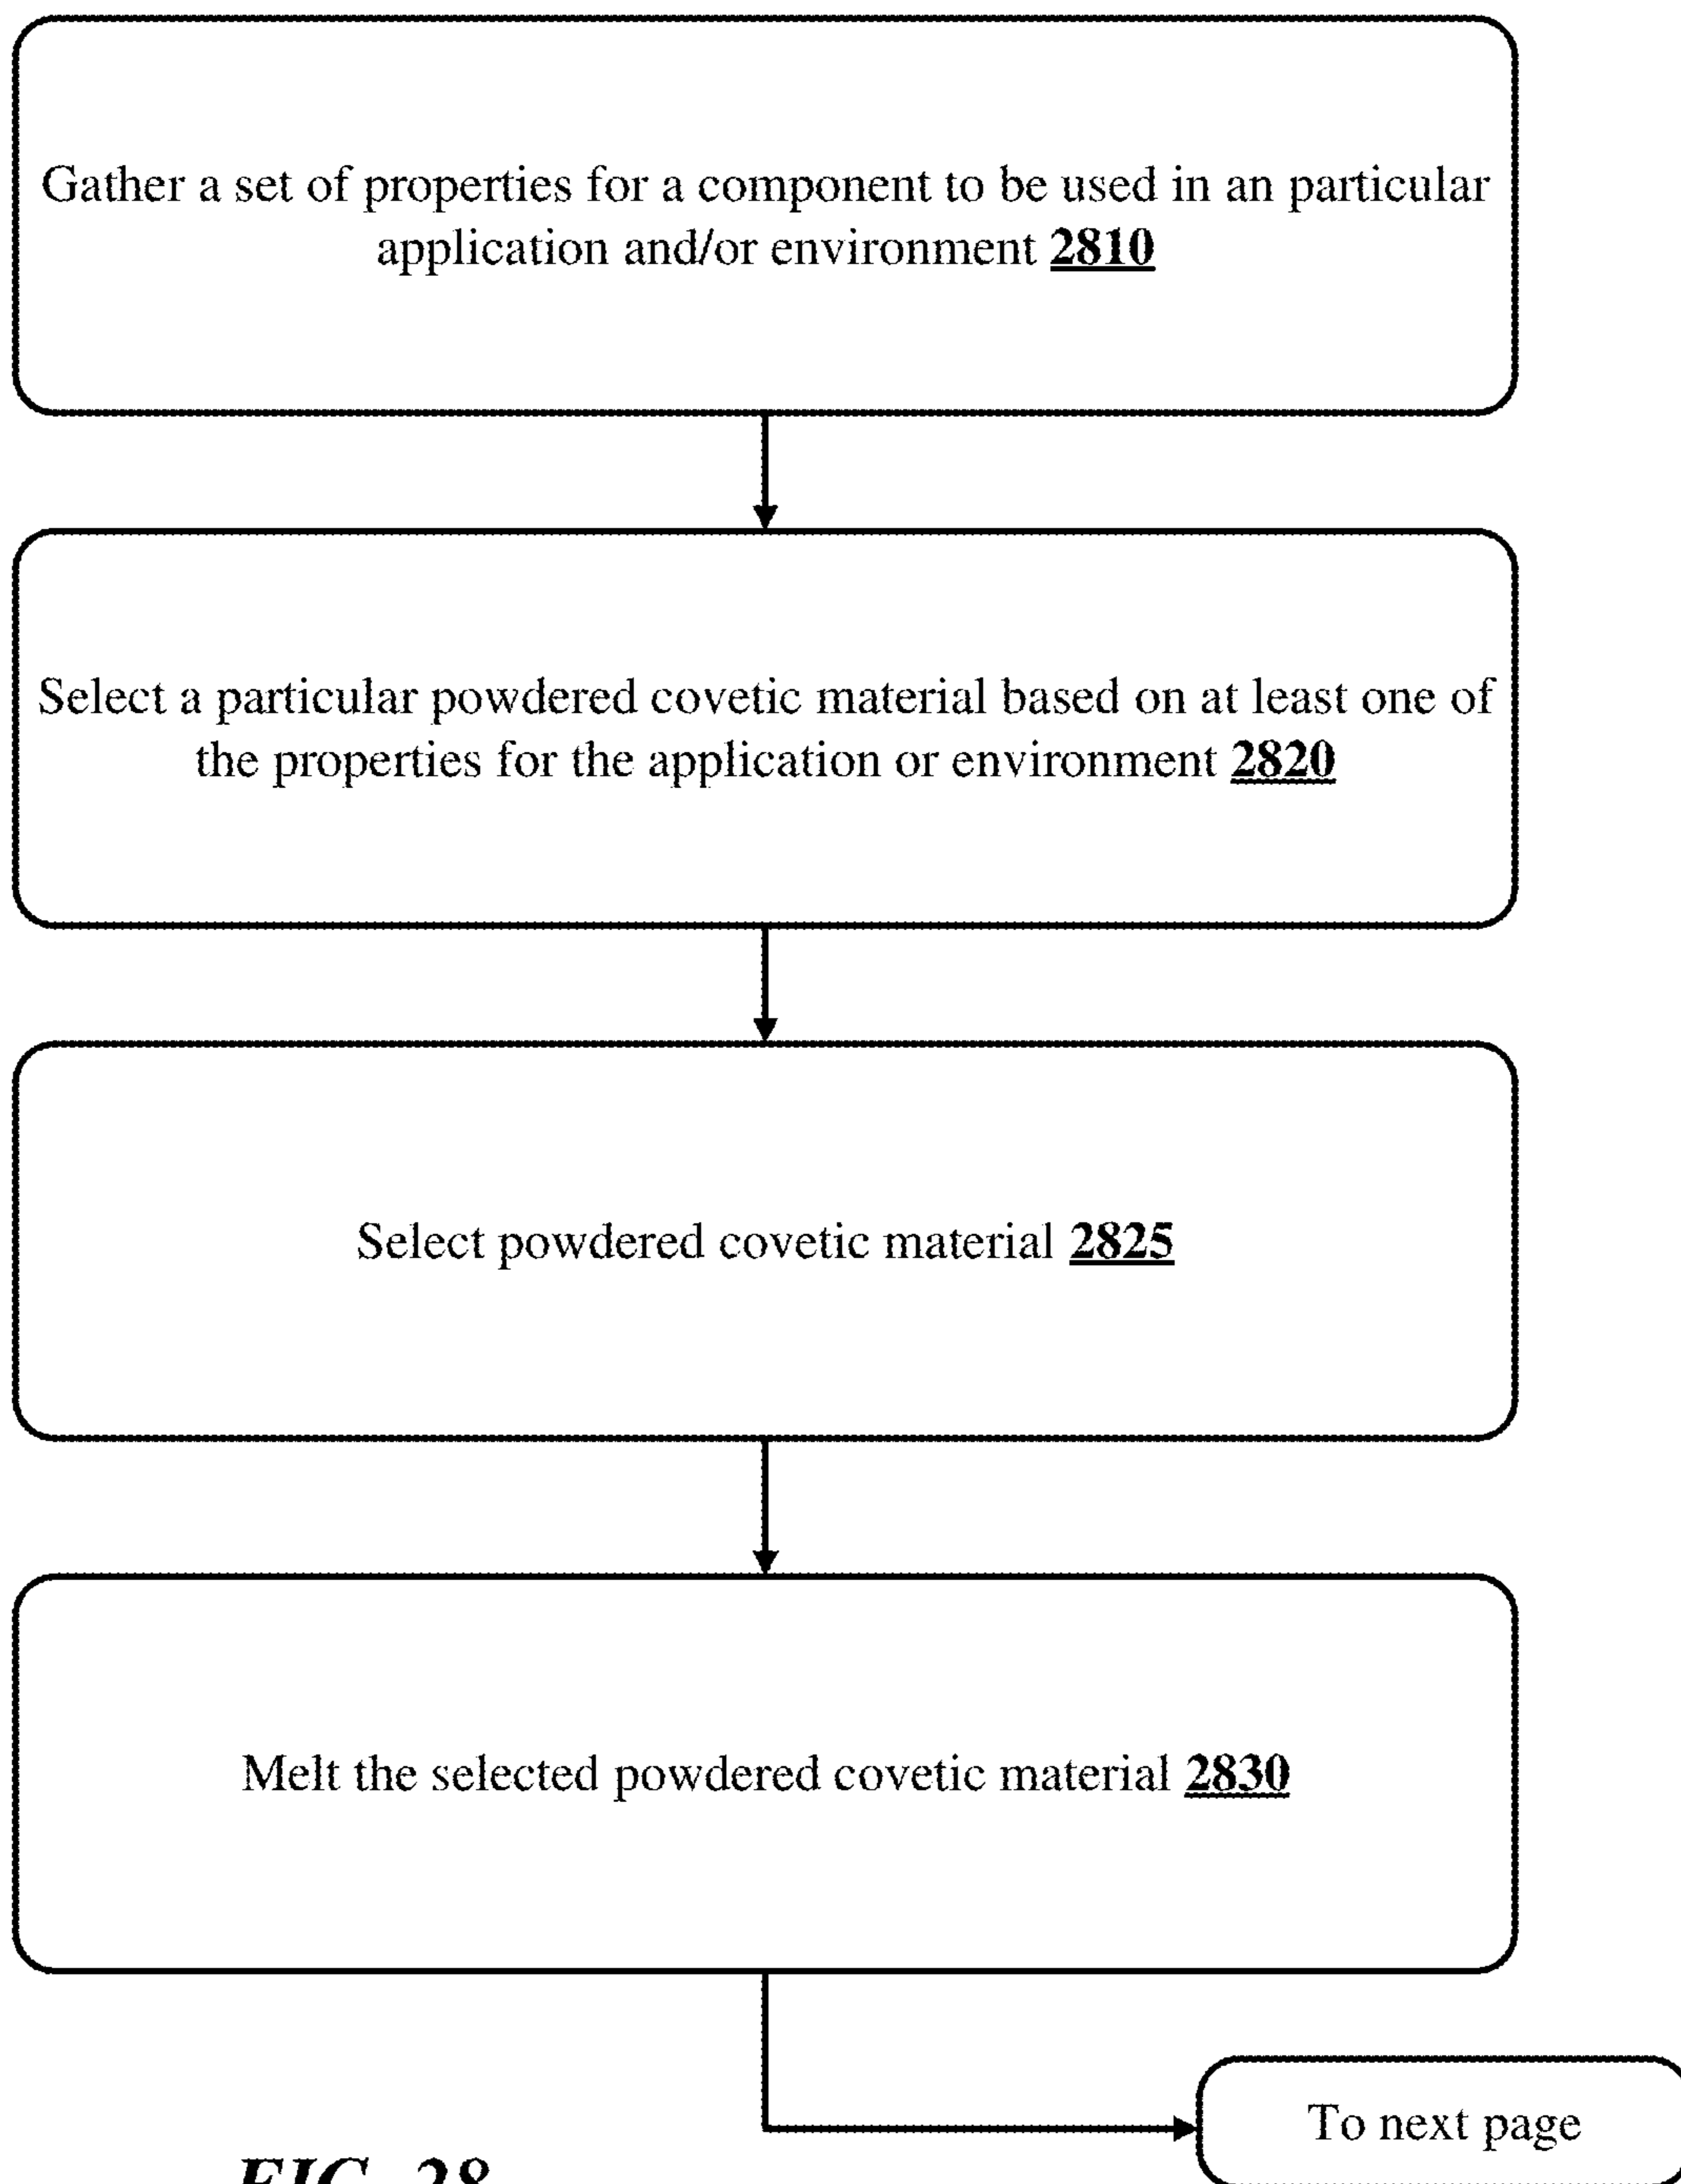 Gather a set of properties for a component to be used in an particular
application and/or environment 2810
Select a particular powdered covetic material based on at least one of
the properties for the application or environment 2820
Select powdered covetic material 2825
Melt the selected powdered covetic material 2830
To next page
FIG. 28